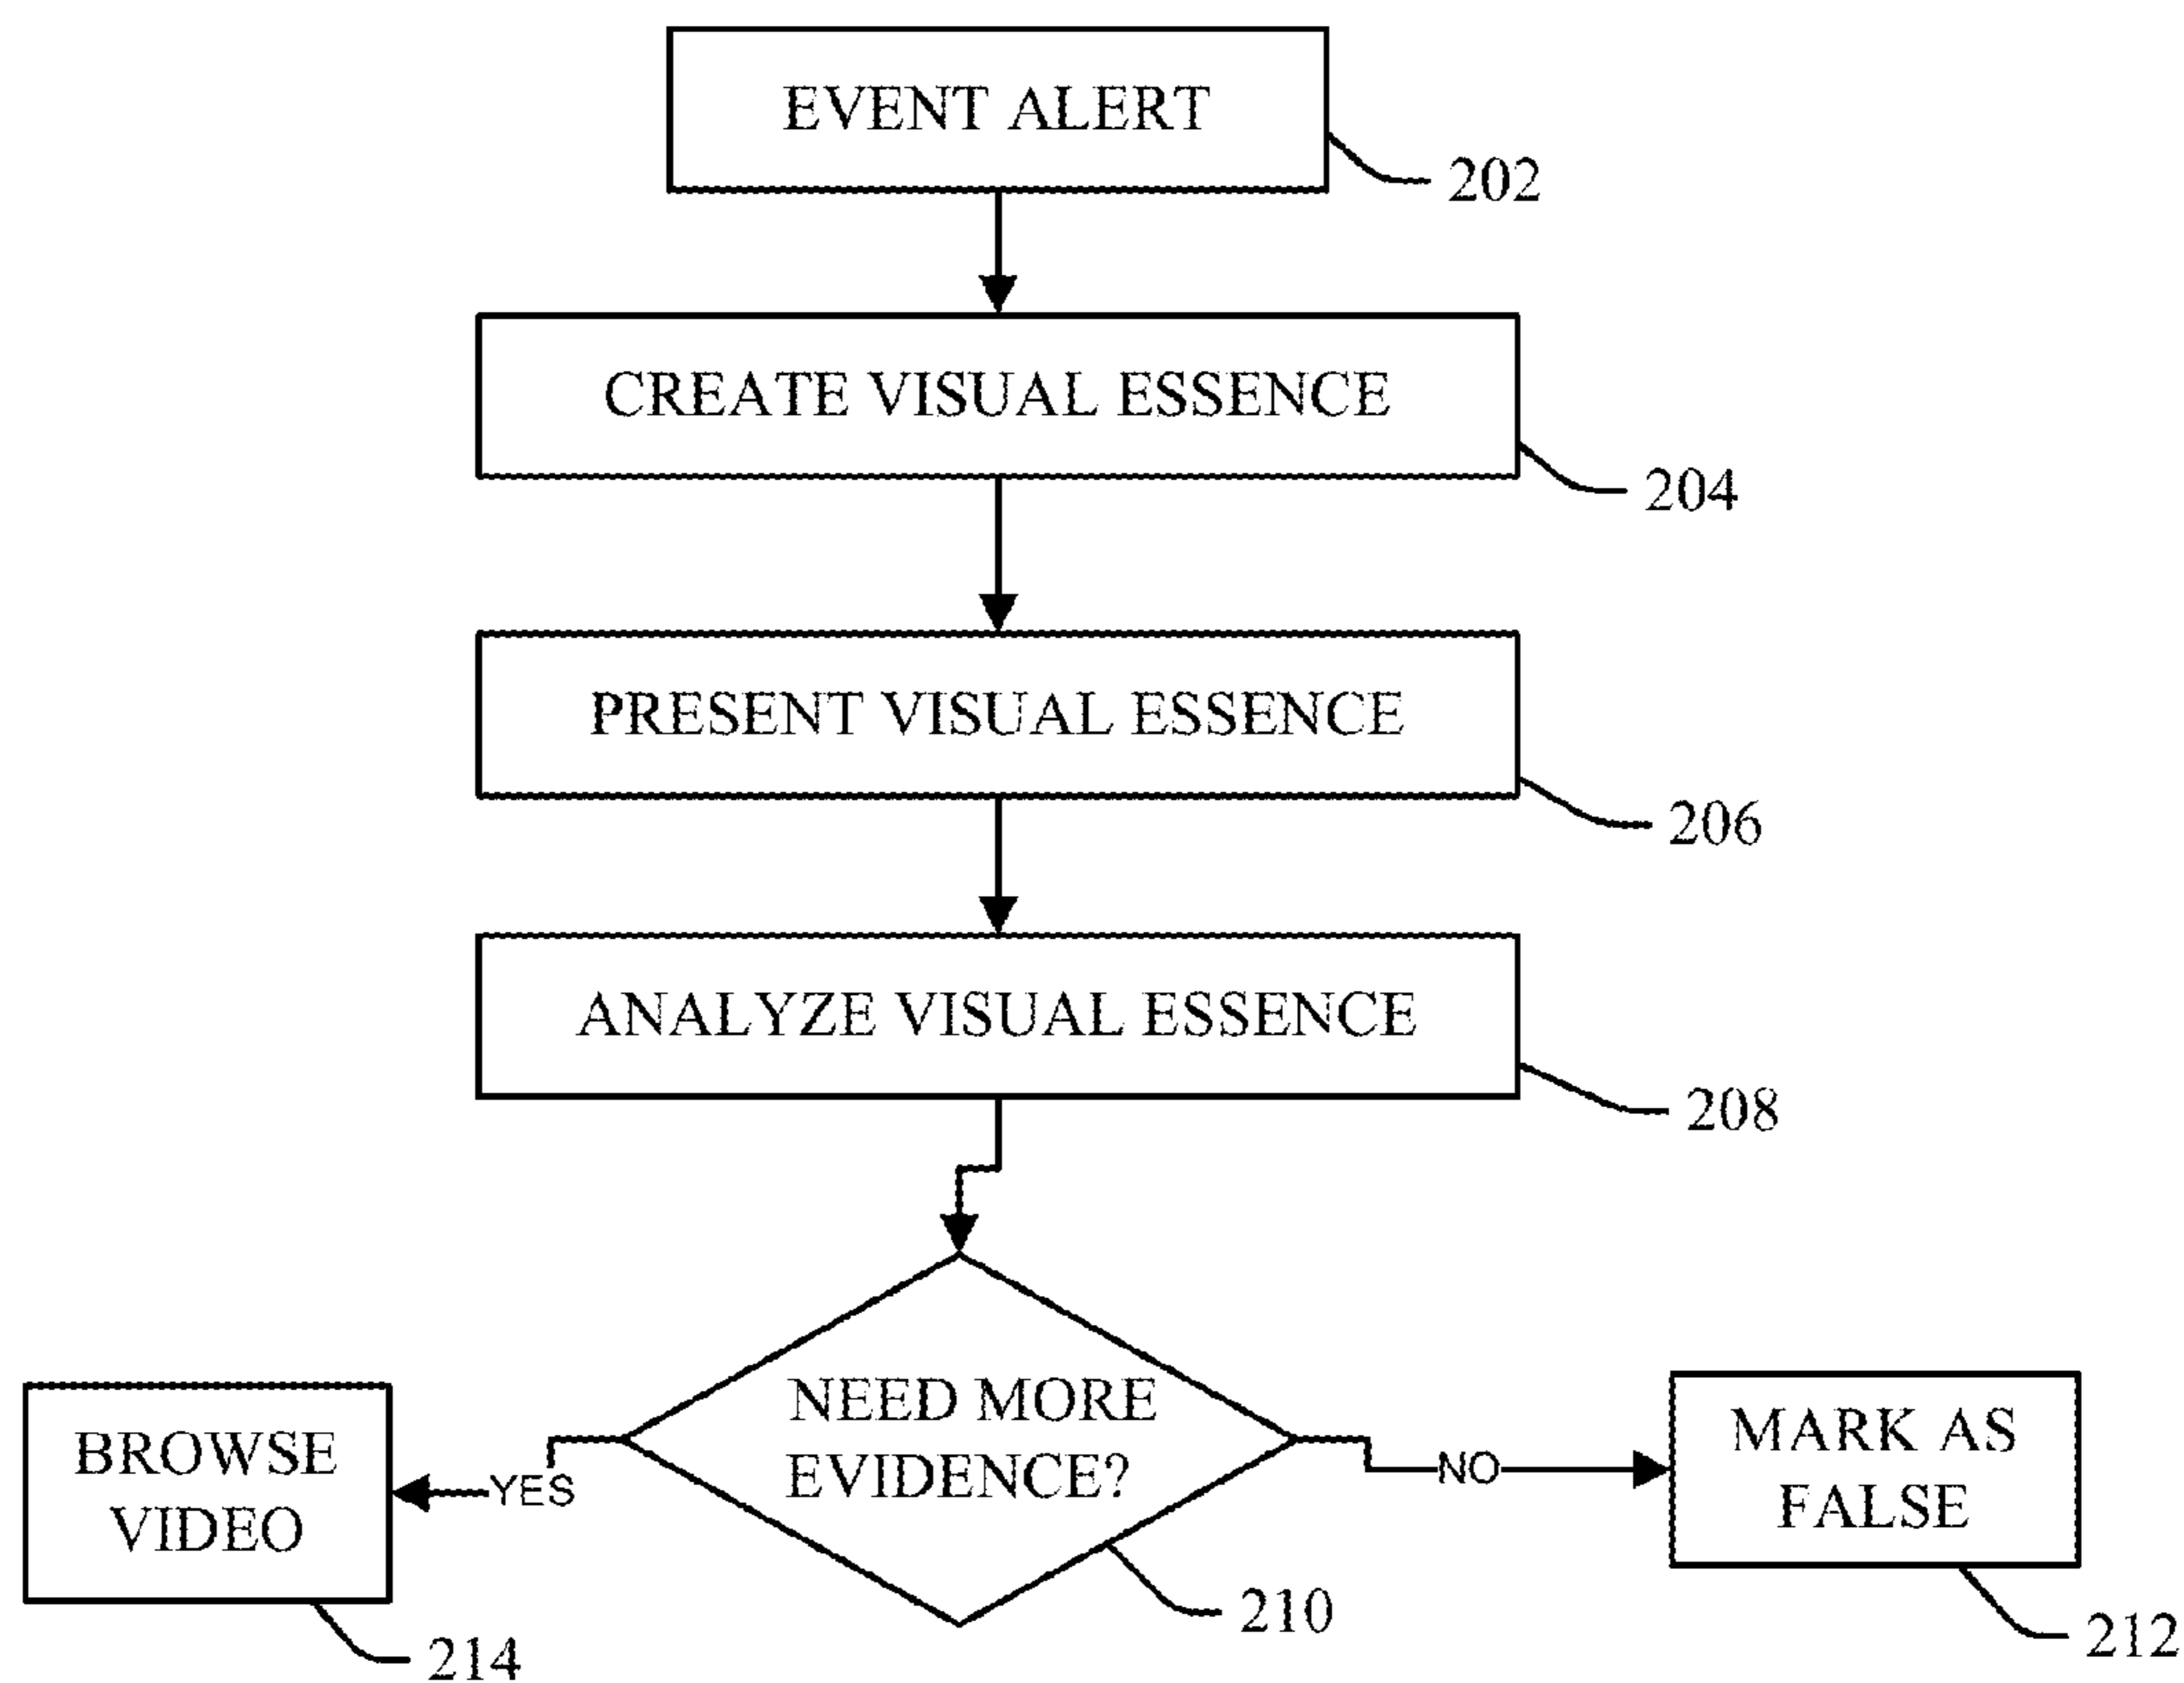 EVENT ALERT
202
CREATE VISUAL ESSENCE
204
PRESENT VISUAL ESSENCE
206
ANALYZE VISUAL ESSENCE
208
NEED MORE
EVIDENCE?
210
YES
BROWSE
VIDEO
214
NO
MARK AS
FALSE
212